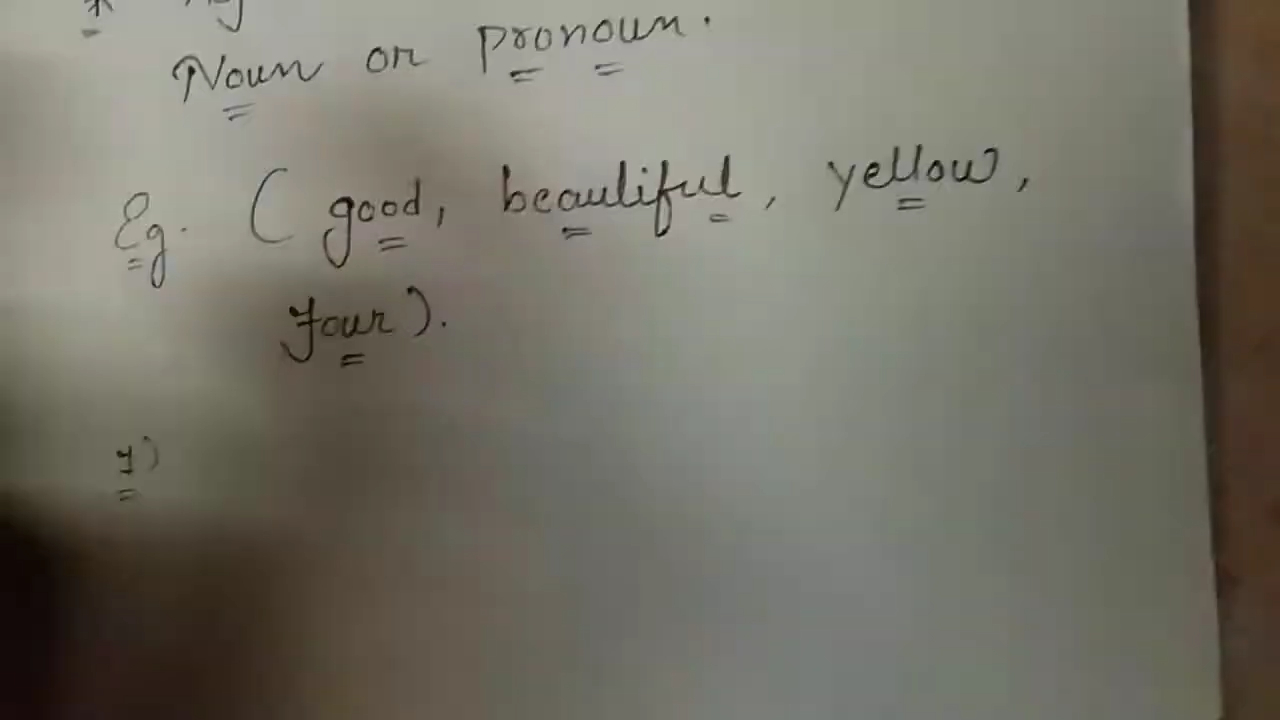 Noun or pronoun.
Eg. (good, beautiful, yellow,
four).
1)